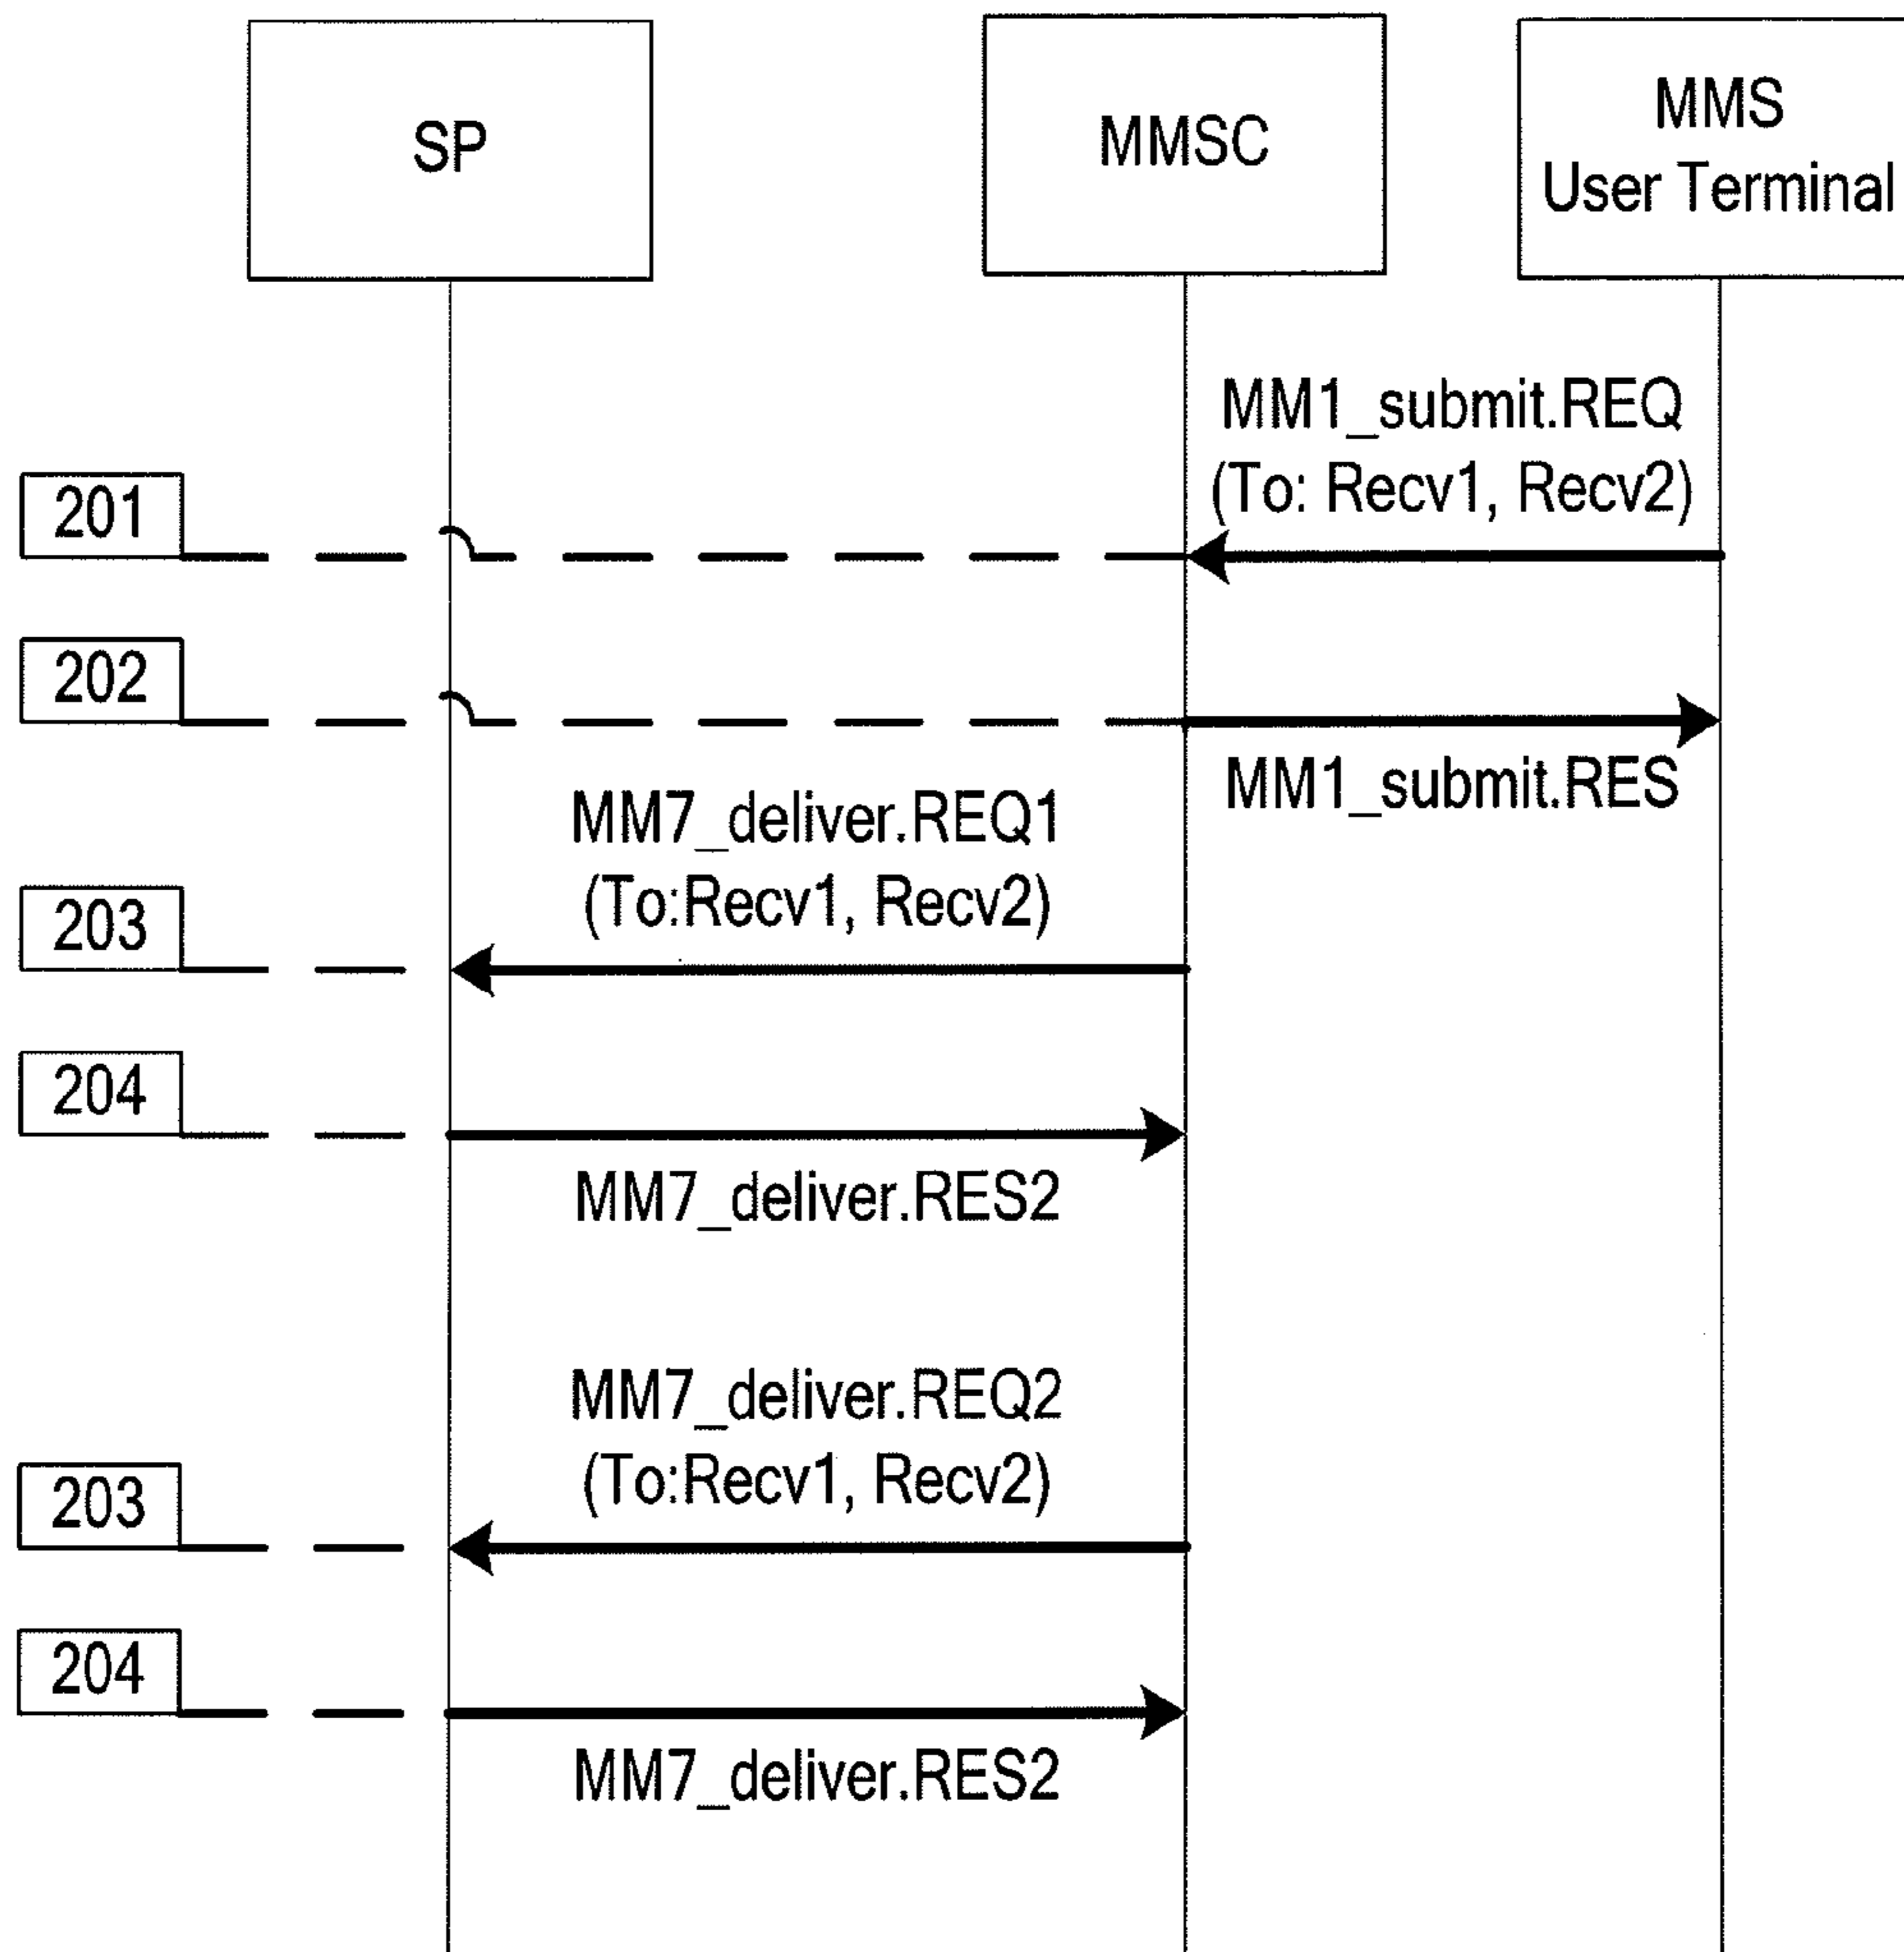 SP
MMSC
MMS
User Terminal
MM1_submit.REQ
(To: Recv1, Recv2)
201
202
MM1_submit.RES
MM7_deliver.REQ1
(To:Recv1, Recv2)
203
204
MM7_deliver.RES2
MM7_deliver.REQ2
(To:Recv1, Recv2)
203
204
MM7_deliver.RES2